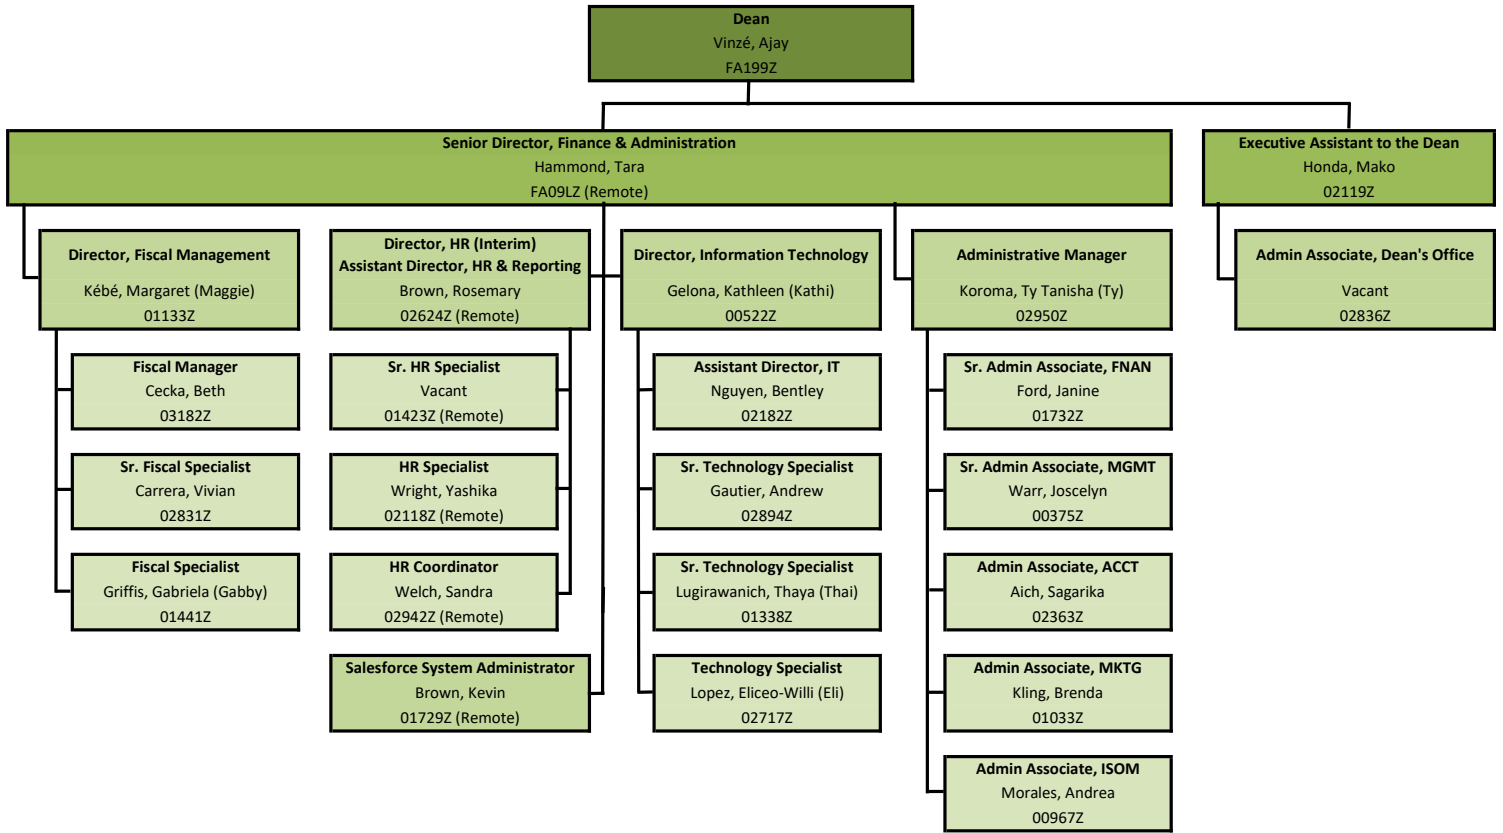 Dean
Vinzé, Ajay
FA199Z
Senior Director, Finance & Administration
Hammond, Tara
FA09LZ (Remote)
Executive Assistant to the Dean
Honda, Mako
02119Z
Director, Fiscal Management
Kébé, Margaret (Maggie)
01133Z
Director, HR (Interim)
Assistant Director, HR & Reporting
Brown, Rosemary
02624Z (Remote)
Director, Information Technology
Gelona, Kathleen (Kathi)
00522Z
Administrative Manager
Koroma, Ty Tanisha (Ty)
02950Z
Admin Associate, Dean's Office
Vacant
02836Z
Fiscal Manager
Cecka, Beth
03182Z
Sr. HR Specialist
Vacant
01423Z (Remote)
Assistant Director, IT
Nguyen, Bentley
02182Z
Sr. Admin Associate, FNAN
Ford, Janine
01732Z
Sr. Fiscal Specialist
Carrera, Vivian
02831Z
HR Specialist
Wright, Yashika
02118Z (Remote)
Sr. Technology Specialist
Gautier, Andrew
02894Z
Sr. Admin Associate, MGMT
Warr, Joscelyn
00375Z
Fiscal Specialist
Griffis, Gabriela (Gabby)
01441Z
HR Coordinator
Welch, Sandra
02942Z (Remote)
Sr. Technology Specialist
Lugirawanich, Thaya (Thai)
01338Z
Admin Associate, ACCT
Aich, Sagarika
02363Z
Salesforce System Administrator
Brown, Kevin
01729Z (Remote)
Technology Specialist
Lopez, Eliceo-Willi (Eli)
02717Z
Admin Associate, MKTG
Kling, Brenda
01033Z
Admin Associate, ISOM
Morales, Andrea
00967Z